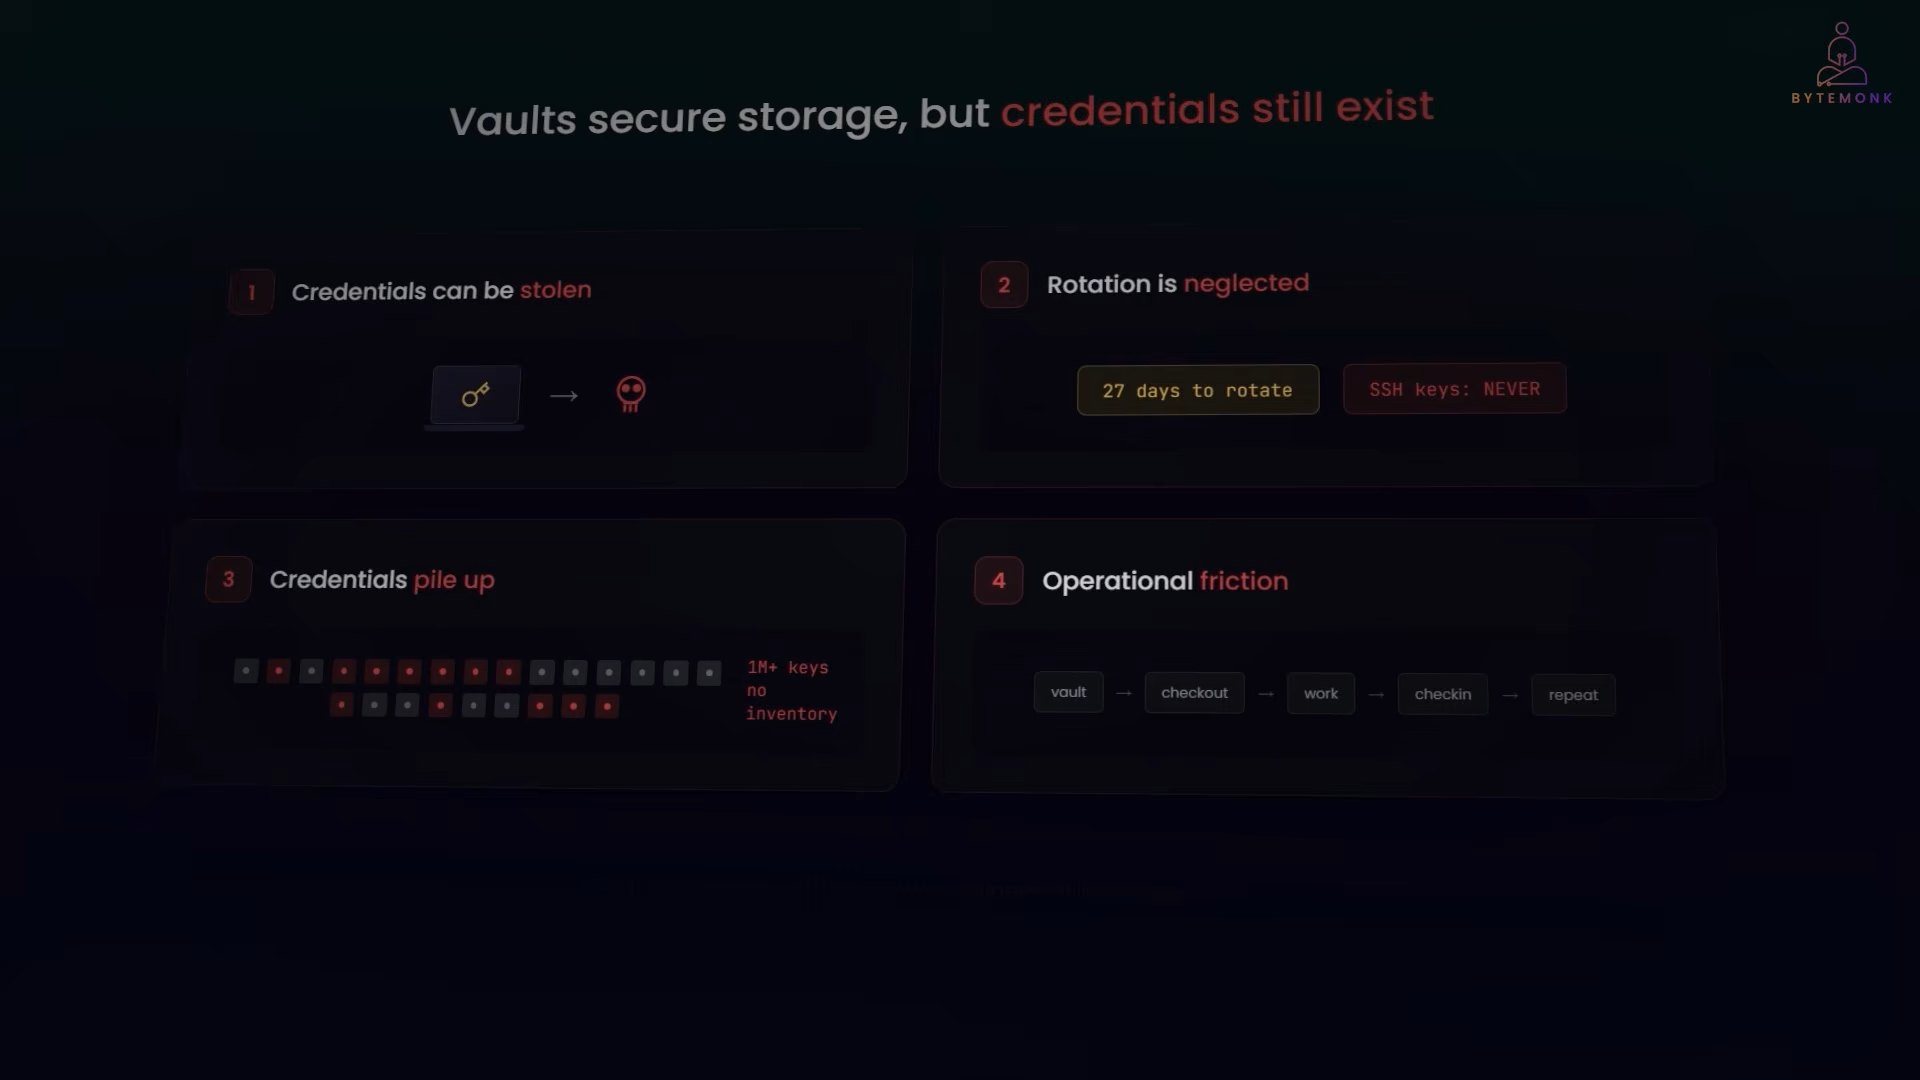 BYTEMONK
Vaults secure storage, but credentials still exist
1
Credentials can be stolen
2
Rotation is neglected
27 days to rotate
SSH keys: NEVER
3
Credentials pile up
1M+ keys
no
inventory
4
Operational friction
vault → checkout → work → checkin → repeat